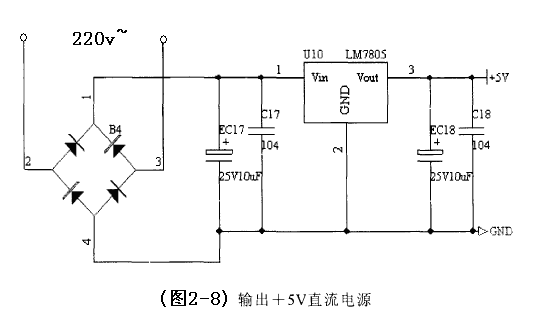 220v~
U10 LM7805
1 Vin Vout 3 +5V
GND
1
B4
EC17
+
C17
104
25V10uF
2
EC18
+
C18
104
25V10uF
2 3
4
GND
(图2-8) 输出+5V直流电源